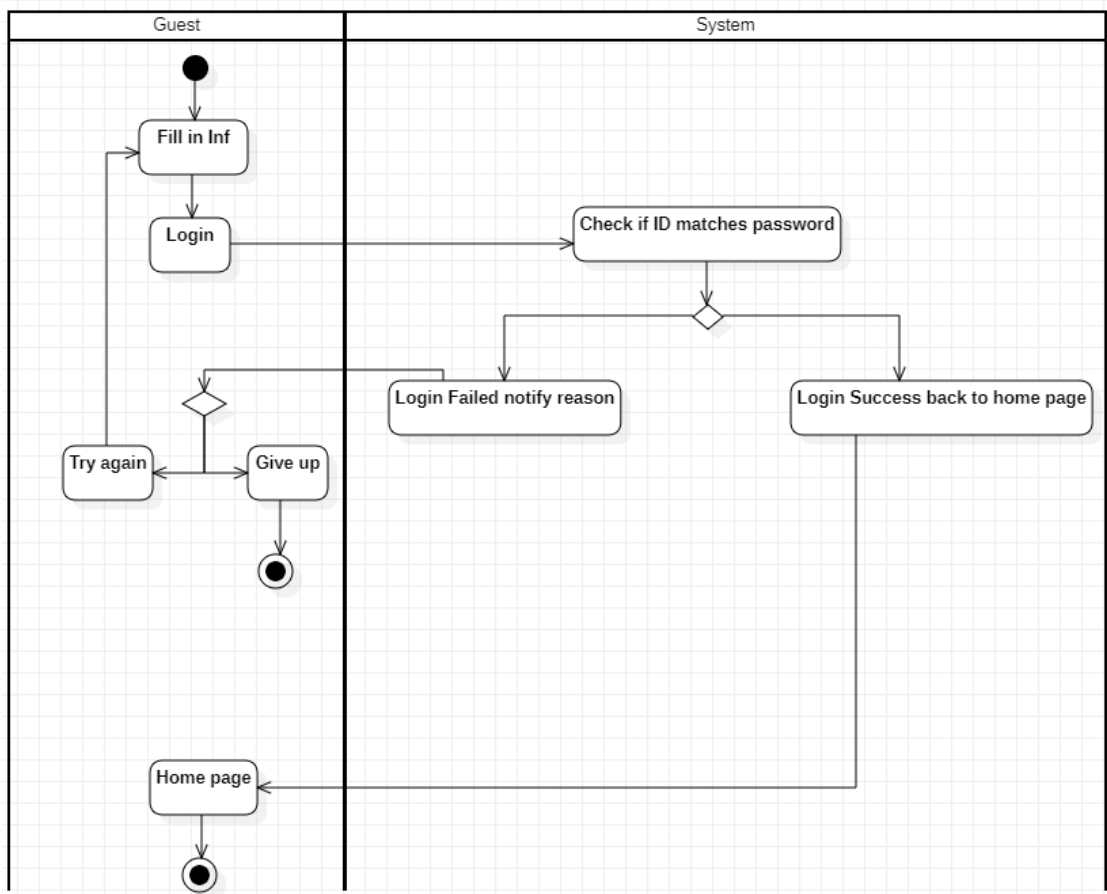 Guest
System
Fill in Inf
Login
Check if ID matches password
Login Failed notify reason
Login Success back to home page
Try again
Give up
Home page